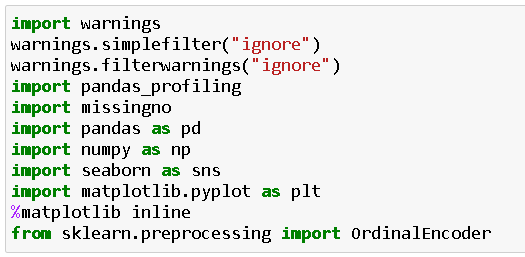 import warnings
warnings.simplefilter("ignore")
warnings.filterwarnings("ignore")
import pandas_profiling
import missingno
import pandas as pd
import numpy as np
import seaborn as sns
import matplotlib.pyplot as plt
%matplotlib inline
from sklearn.preprocessing import OrdinalEncoder